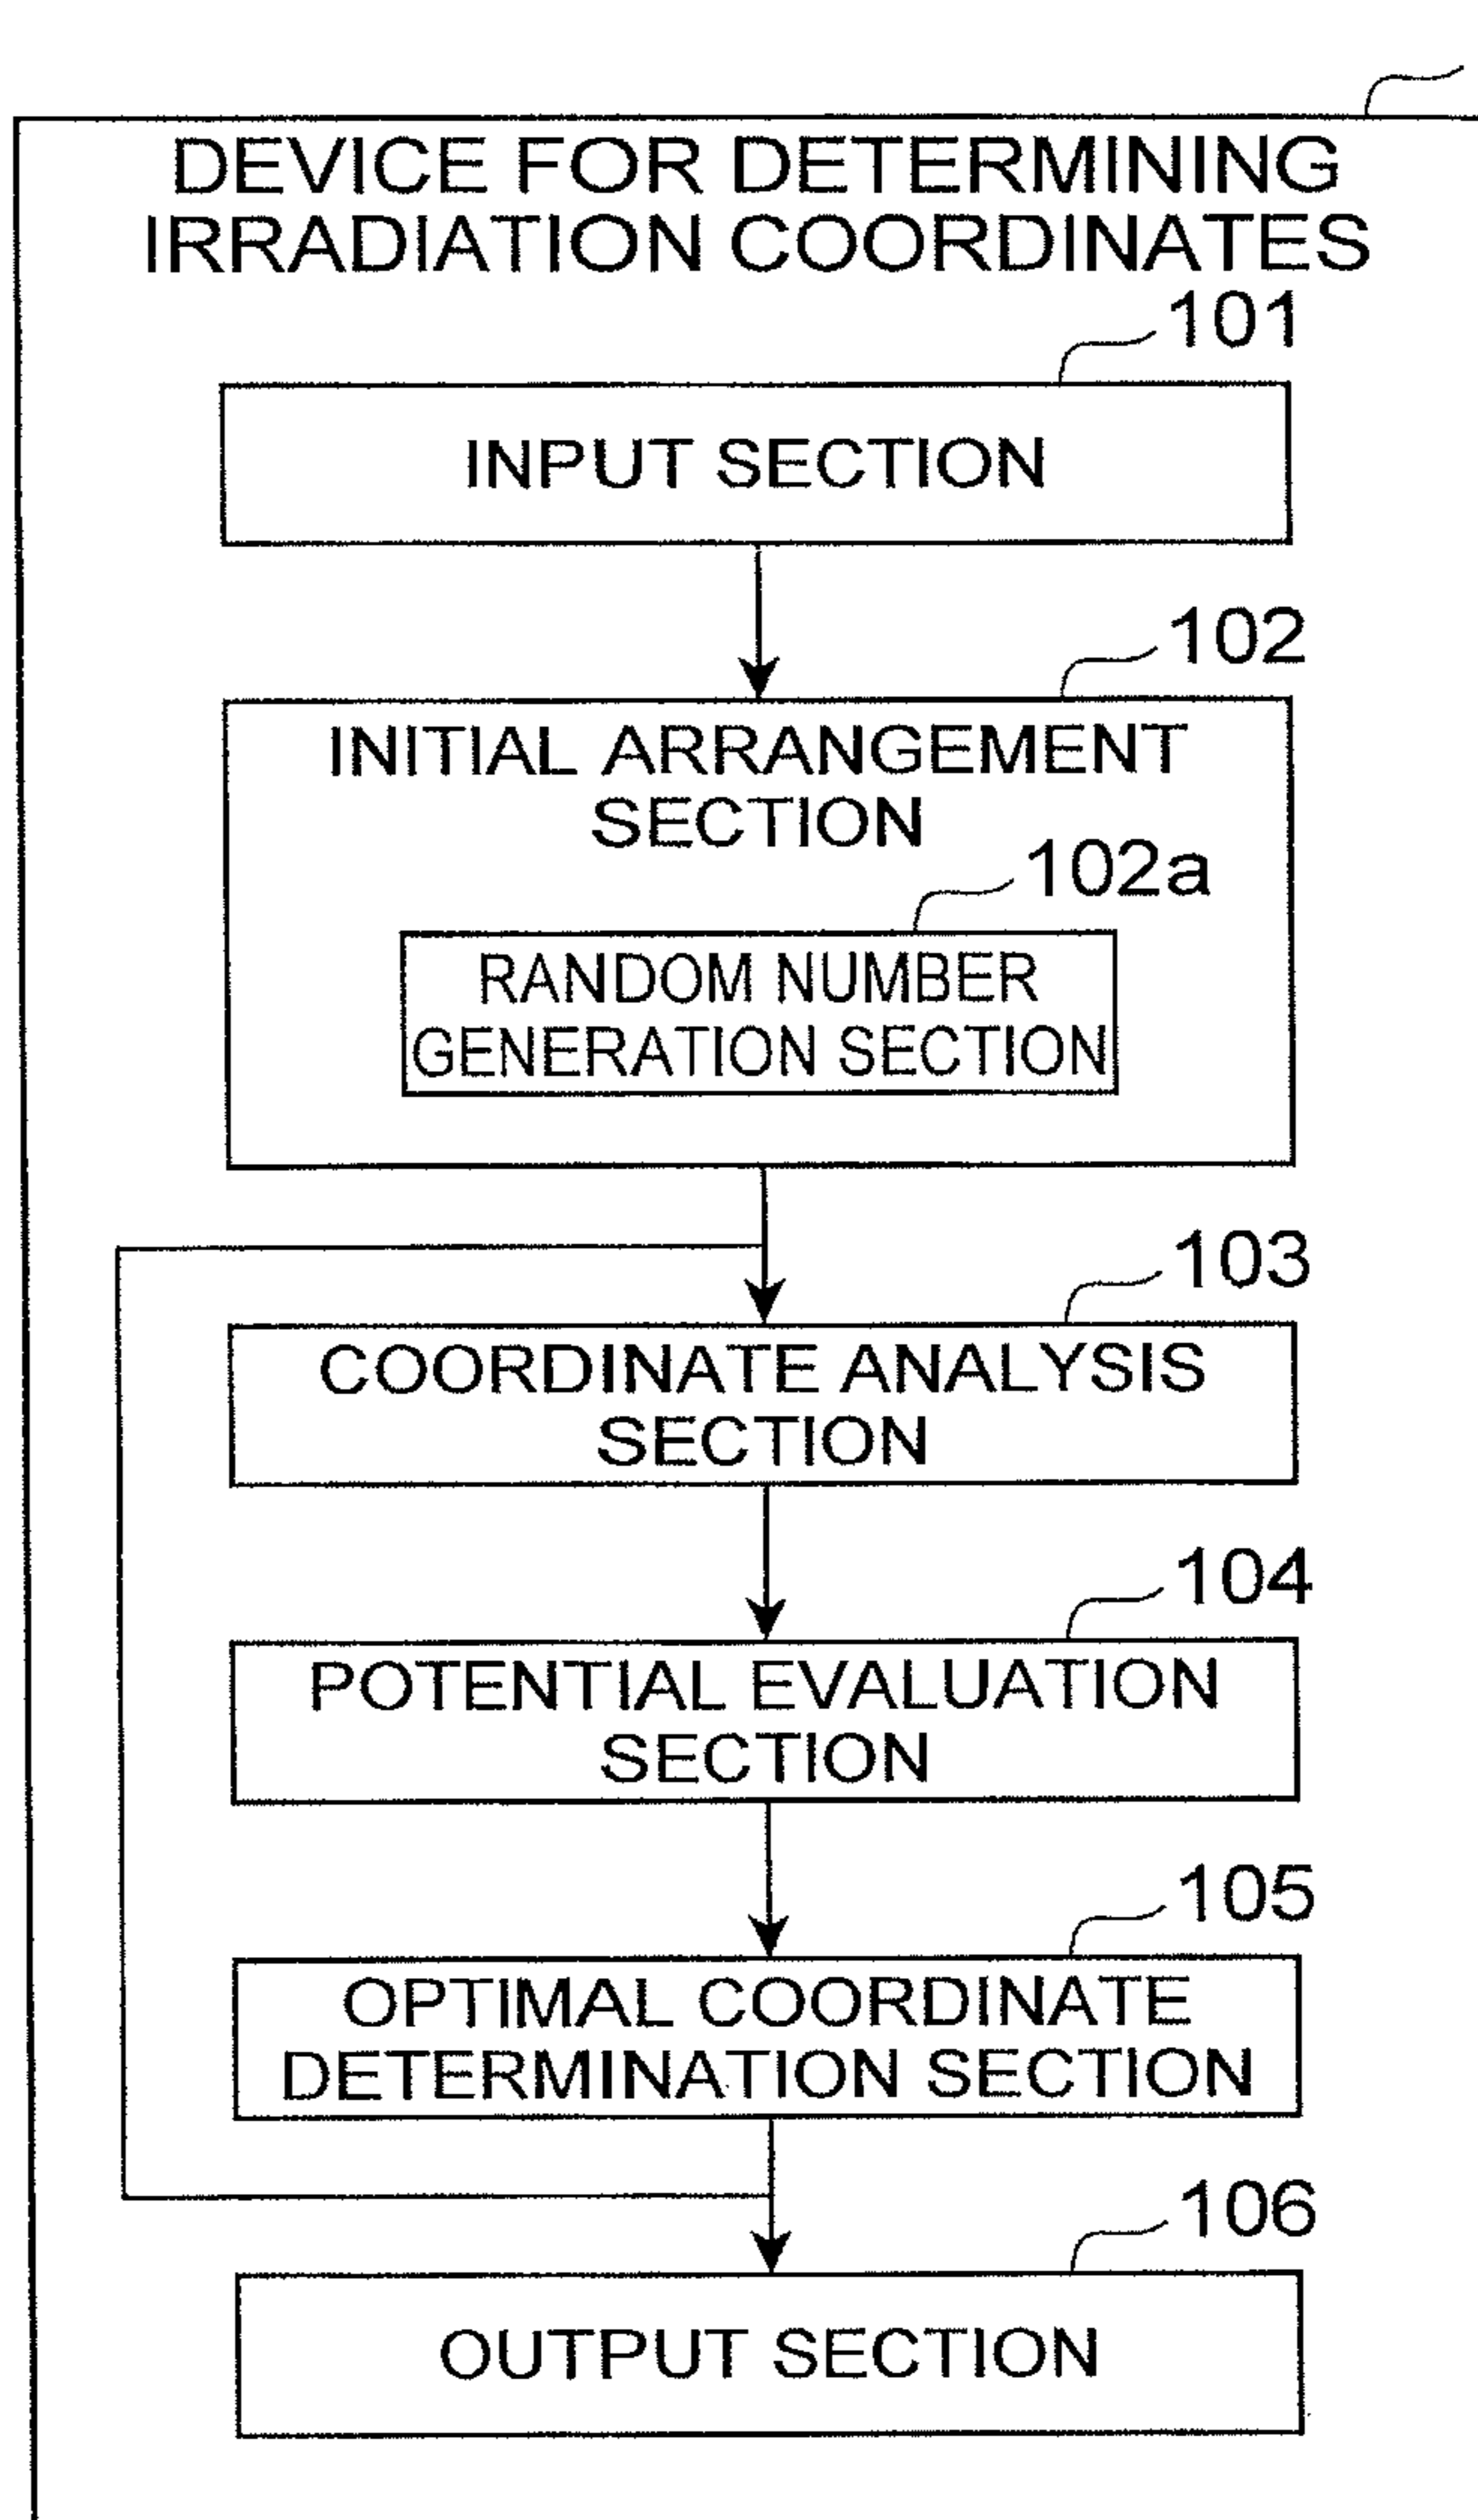 DEVICE FOR DETERMINING
IRRADIATION COORDINATES
101
INPUT SECTION
102
INITIAL ARRANGEMENT
SECTION
102a
RANDOM NUMBER
GENERATION SECTION
103
COORDINATE ANALYSIS
SECTION
104
POTENTIAL EVALUATION
SECTION
105
OPTIMAL COORDINATE
DETERMINATION SECTION
106
OUTPUT SECTION